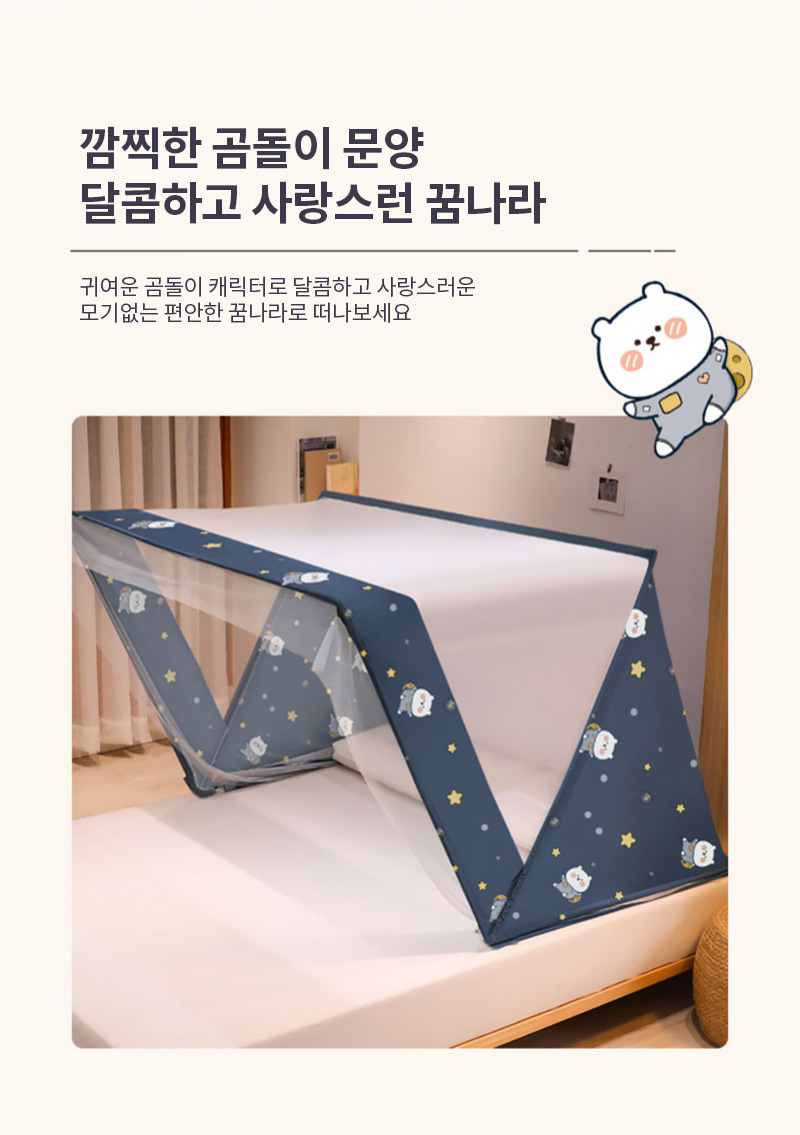 깜찍한 곰돌이 문양
달콤하고 사랑스런 꿈나라
귀여운 곰돌이 캐릭터로 달콤하고 사랑스러운
모기없는 편안한 꿈나라로 떠나보세요